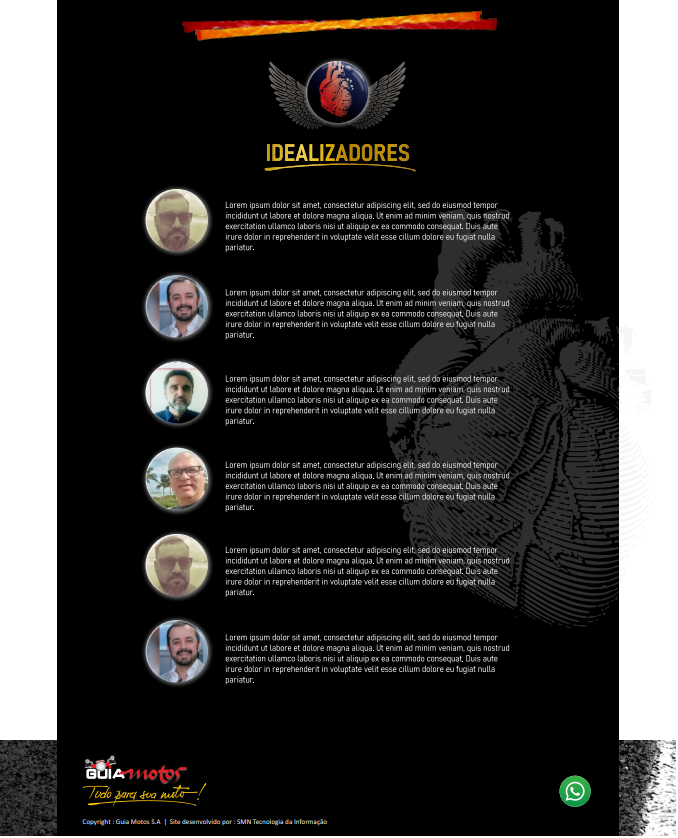 IDEALIZADORES
Lorem ipsum dolor sit amet, consectetur adipiscing elit, sed do eiusmod tempor
incididunt ut labore et dolore magna aliqua. Ut enim ad minim veniam, quis nostrud
exercitation ullamco laboris nisi ut aliquip ex ea commodo consequat. Duis aute
irure dolor in reprehenderit in voluptate velit esse cillum dolore eu fugiat nulla
pariatur.
Lorem ipsum dolor sit amet, consectetur adipiscing elit, sed do eiusmod tempor
incididunt ut labore et dolore magna aliqua. Ut enim ad minim veniam, quis nostrud
exercitation ullamco laboris nisi ut aliquip ex ea commodo consequat. Duis aute
irure dolor in reprehenderit in voluptate velit esse cillum dolore eu fugiat nulla
pariatur.
Lorem ipsum dolor sit amet, consectetur adipiscing elit, sed do eiusmod tempor
incididunt ut labore et dolore magna aliqua. Ut enim ad minim veniam, quis nostrud
exercitation ullamco laboris nisi ut aliquip ex ea commodo consequat. Duis aute
irure dolor in reprehenderit in voluptate velit esse cillum dolore eu fugiat nulla
pariatur.
Lorem ipsum dolor sit amet, consectetur adipiscing elit, sed do eiusmod tempor
incididunt ut labore et dolore magna aliqua. Ut enim ad minim veniam, quis nostrud
exercitation ullamco laboris nisi ut aliquip ex ea commodo consequat. Duis aute
irure dolor in reprehenderit in voluptate velit esse cillum dolore eu fugiat nulla
pariatur.
Lorem ipsum dolor sit amet, consectetur adipiscing elit, sed do eiusmod tempor
incididunt ut labore et dolore magna aliqua. Ut enim ad minim veniam, quis nostrud
exercitation ullamco laboris nisi ut aliquip ex ea commodo consequat. Duis aute
irure dolor in reprehenderit in voluptate velit esse cillum dolore eu fugiat nulla
pariatur.
Lorem ipsum dolor sit amet, consectetur adipiscing elit, sed do eiusmod tempor
incididunt ut labore et dolore magna aliqua. Ut enim ad minim veniam, quis nostrud
exercitation ullamco laboris nisi ut aliquip ex ea commodo consequat. Duis aute
irure dolor in reprehenderit in voluptate velit esse cillum dolore eu fugiat nulla
pariatur.
GUIA motos
Tudo para sua moto!
Copyright : Guia Motos S.A | Site desenvolvido por : SMN Tecnologia da Informação